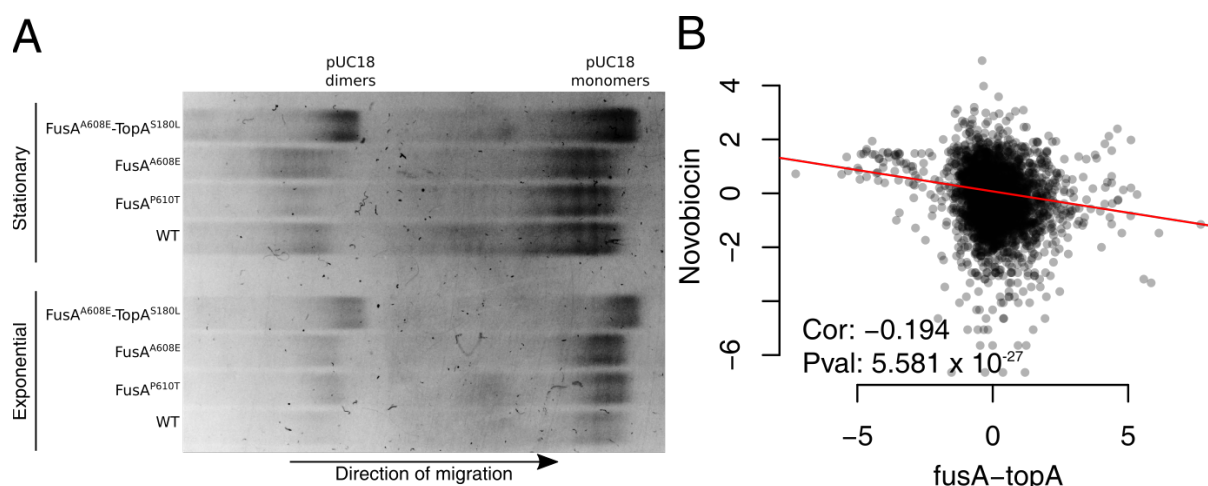 A
pUC18
dimers
pUC18
monomers
Stationary
FusA^A608E-TopA^S180L
FusA^A608E
FusA^P610T
WT
Exponential
FusA^A608E-TopA^S180L
FusA^A608E
FusA^P610T
WT
Direction of migration
B
Novobiocin
4
2
0
−2
−6
Cor: −0.194
Pval: 5.581 x 10^-27
−5
0
5
fusA−topA